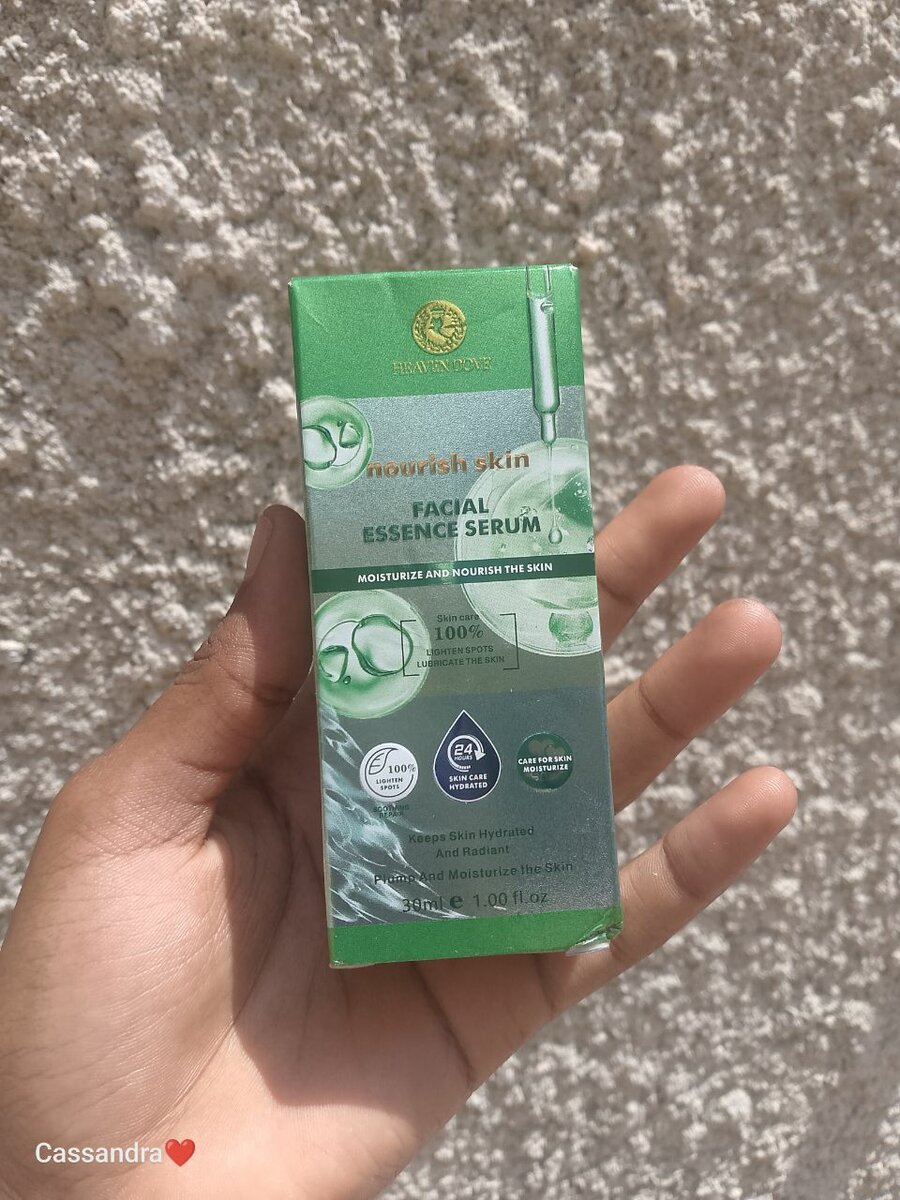 HEAVEN DOVE
nourish skin
FACIAL
ESSENCE SERUM
MOISTURIZE AND NOURISH THE SKIN
Skin care
100%
LIGHTEN SPOTS
LUBRICATE THE SKIN
100%
LIGHTEN
SPOTS
SOOTHING
REPAIR
24
HOURS
SKIN CARE
HYDRATED
CARE FOR SKIN
MOISTURIZE
Keeps Skin Hydrated
And Radiant
Plump And Moisturize the Skin
30ml e 1.00 fl.oz
Cassandra❤️